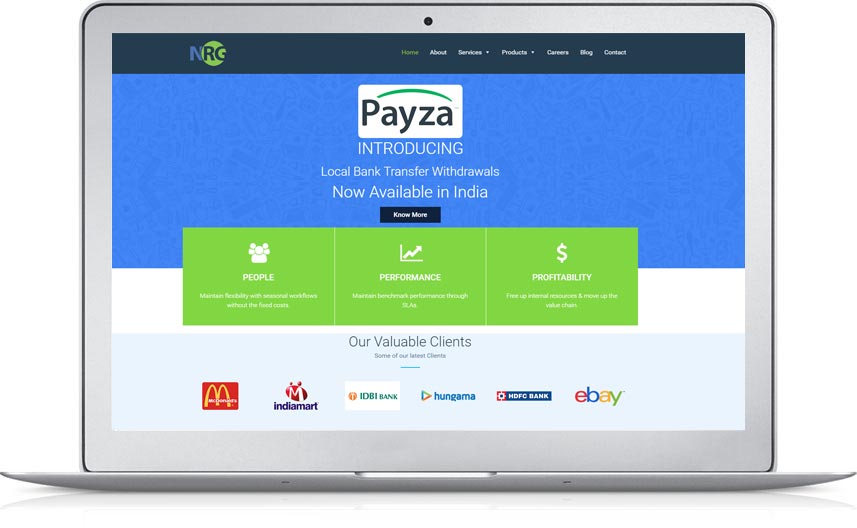 NRG
Home About Services Products Careers Blog Contact
Payza
INTRODUCING
Local Bank Transfer Withdrawals
Now Available in India
Know More
PEOPLE
Maintain flexibility with seasonal workflows
without the fixed costs.
PERFORMANCE
Maintain benchmark performance through
SLAs.
PROFITABILITY
Free up internal resources & move up the
value chain.
Our Valuable Clients
Some of our latest Clients
McDonald's
indiamart
IDBI BANK
hungama
HDFC BANK
ebay